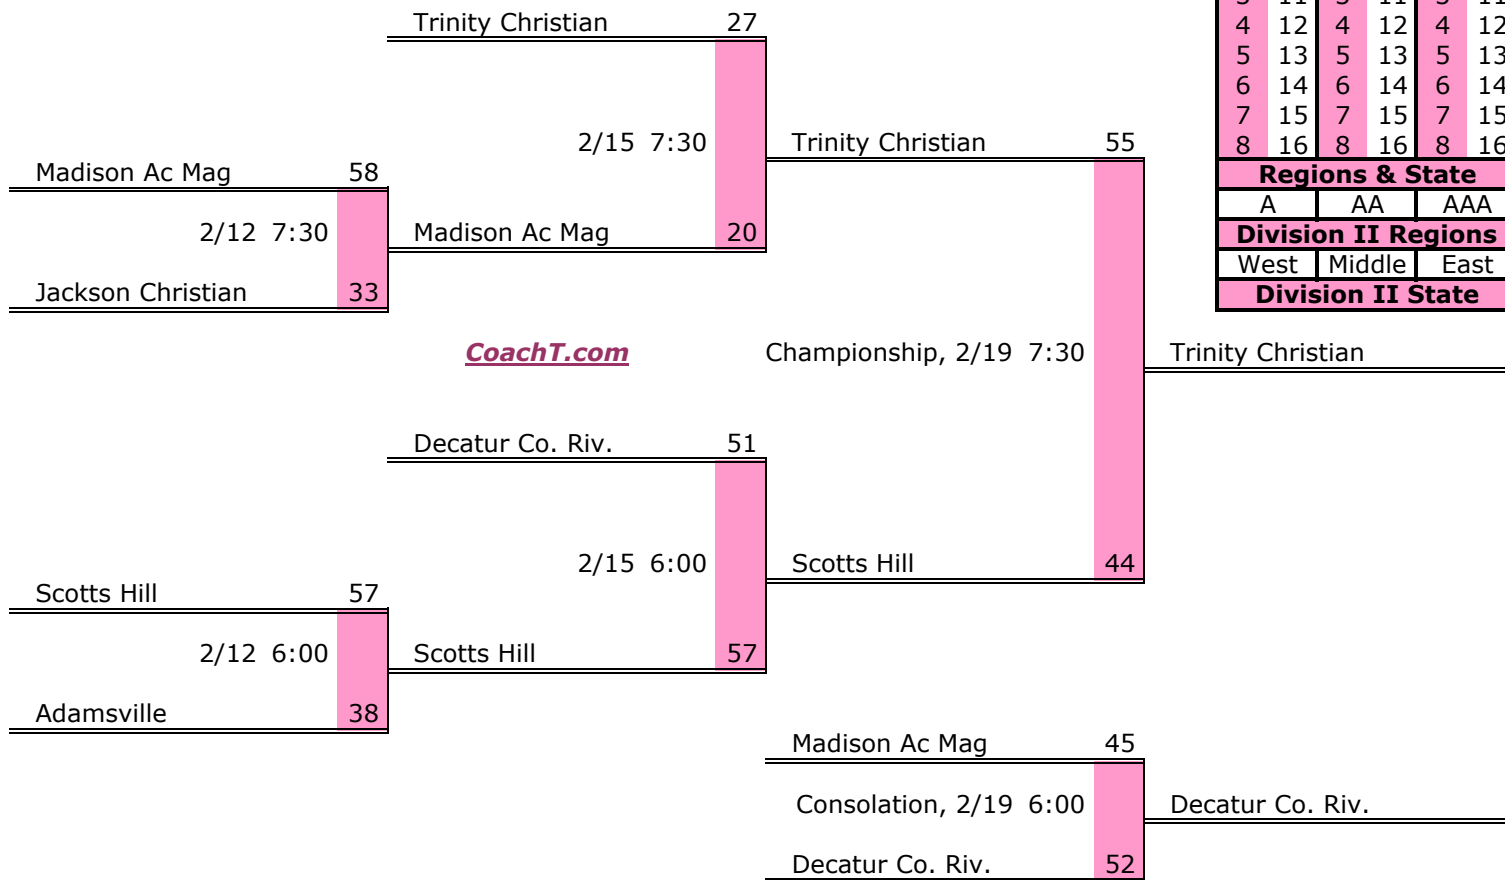 Trinity Christian 27
4 12 4 12 4 12
5 13 5 13 5 13
6 14 6 14 6 14
2/15 7:30
7 15 7 15 7 15
Trinity Christian 55
8 16 8 16 8 16
Madison Ac Mag 58
Regions & State
A AA AAA
2/12 7:30
Madison Ac Mag 20
Division II Regions
West Middle East
Jackson Christian 33
Division II State
CoachT.com
Championship, 2/19 7:30
Trinity Christian
Decatur Co. Riv. 51
2/15 6:00
Scotts Hill 44
Scotts Hill 57
2/12 6:00
Scotts Hill 57
Adamsville 38
Madison Ac Mag 45
Consolation, 2/19 6:00
Decatur Co. Riv.
Decatur Co. Riv. 52